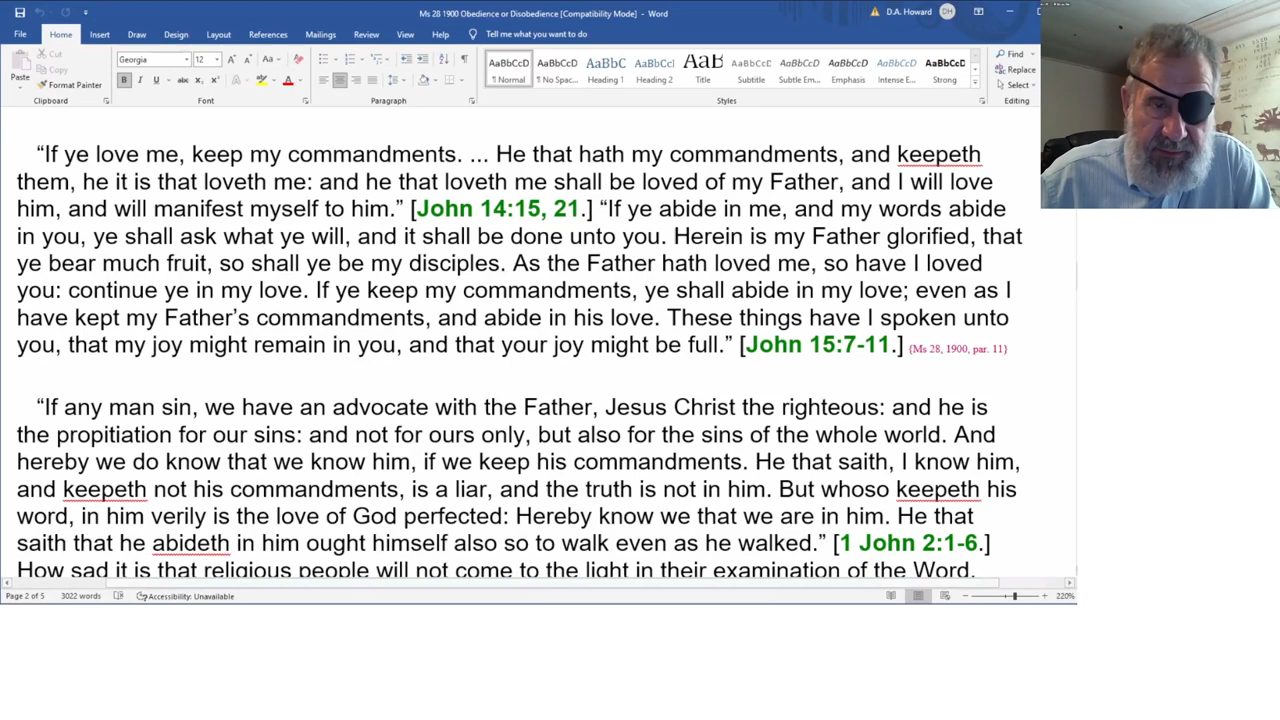 Ms 28 1900 Obedience or Disobedience [Compatibility Mode] - Word
D.A. Howard
DH
File Home Insert Draw Design Layout References Mailings Review View Help Tell me what you want to do
Paste
Cut
Copy
Format Painter
Clipboard
Georgia 12
Font
Paragraph
AaBbCcD AaBbCcD AaBbC AaBbCcl AaB AaBbCcD AaBbCcD AaBbCcD AaBbCcD AaBbCcD
¶ Normal ¶ No Spac... Heading 1 Heading 2 Title Subtitle Subtle Em... Emphasis Intense E... Strong
Styles
Find
Replace
Select
Editing
“If ye love me, keep my commandments. ... He that hath my commandments, and keepeth
them, he it is that loveth me: and he that loveth me shall be loved of my Father, and I will love
him, and will manifest myself to him.” [John 14:15, 21.] “If ye abide in me, and my words abide
in you, ye shall ask what ye will, and it shall be done unto you. Herein is my Father glorified, that
ye bear much fruit, so shall ye be my disciples. As the Father hath loved me, so have I loved
you: continue ye in my love. If ye keep my commandments, ye shall abide in my love; even as I
have kept my Father’s commandments, and abide in his love. These things have I spoken unto
you, that my joy might remain in you, and that your joy might be full.” [John 15:7-11.] {Ms 28, 1900, par. 11}
“If any man sin, we have an advocate with the Father, Jesus Christ the righteous: and he is
the propitiation for our sins: and not for ours only, but also for the sins of the whole world. And
hereby we do know that we know him, if we keep his commandments. He that saith, I know him,
and keepeth not his commandments, is a liar, and the truth is not in him. But whoso keepeth his
word, in him verily is the love of God perfected: Hereby know we that we are in him. He that
saith that he abideth in him ought himself also so to walk even as he walked.” [1 John 2:1-6.]
How sad it is that religious people will not come to the light in their examination of the Word.
Page 2 of 5 3022 words Accessibility: Unavailable 220%